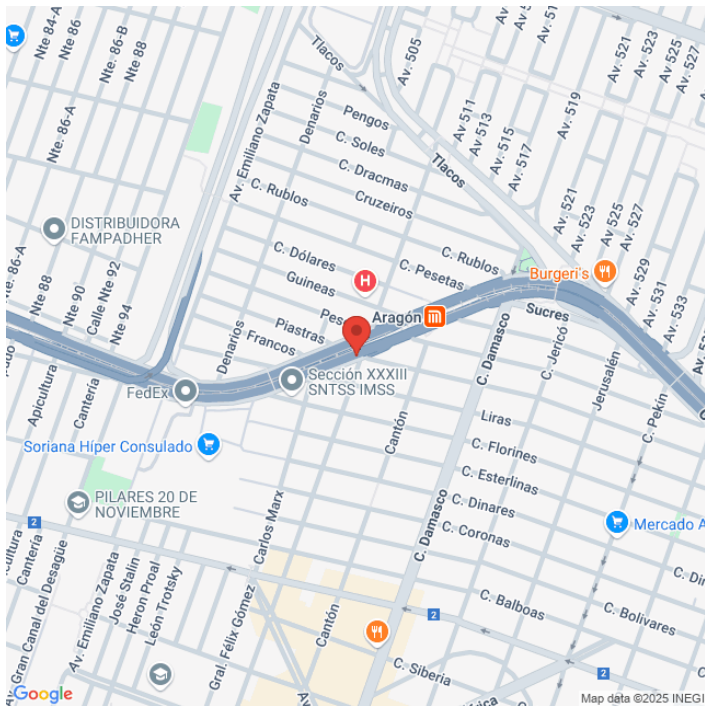 Nte 84-A
Nte 86
Nte. 86-B
Nte 88
Nte. 86-A
Av. Emiliano Zapata
Denarios
Tlacos
Av. 505
Pengos
C. Soles
C. Dracmas
Cruzeiros
C. Rublos
Tlacos
Av. 511
Av. 513
Av. 515
Av. 517
Av. 519
Av. 521
Av. 523
Av. 525
Av. 527
Av. 521
Av. 523
Av. 525
Av. 527
Av. 529
Av. 531
Av. 533
DISTRIBUIDORA
FAMPADHER
Nte 88
Nte 90
Calle Nte 92
Nte 94
C. Dólares
Guineas
H
C. Rublos
C. Pesetas
Burgeri's
Aragón
Sucres
Piastras
Francos
Denarios
Sección XXXIII
SNTSS IMSS
FedEx
Apicultura
Cantería
C. Damasco
C. Jericó
Jerusalén
C. Pekín
Soriana Híper Consulado
Cantón
Liras
C. Florines
C. Esterlinas
C. Dinares
C. Coronas
PILARES 20 DE
NOVIEMBRE
Carlos Marx
C. Damasco
Mercado A
2
Cantería
Av. Gran Canal del Desagüe
Av. Emiliano Zapata
José Stalin
Heron Proal
León Trotsky
Gral. Félix Gómez
Cantón
2
C. Balboas
C. Bolívares
C. Siberia
2
Google
Map data ©2025 INEGI